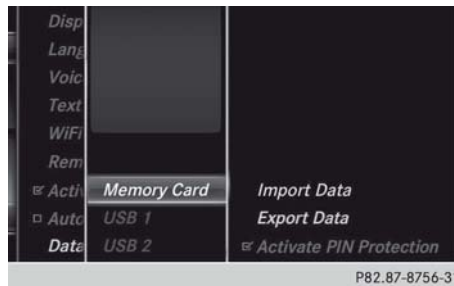 Disp
Lang
Voic
Text
WiFi
Rem
Activ
Auto
Data
Memory Card
USB 1
USB 2
Import Data
Export Data
Activate PIN Protection
P82.87-8756-31